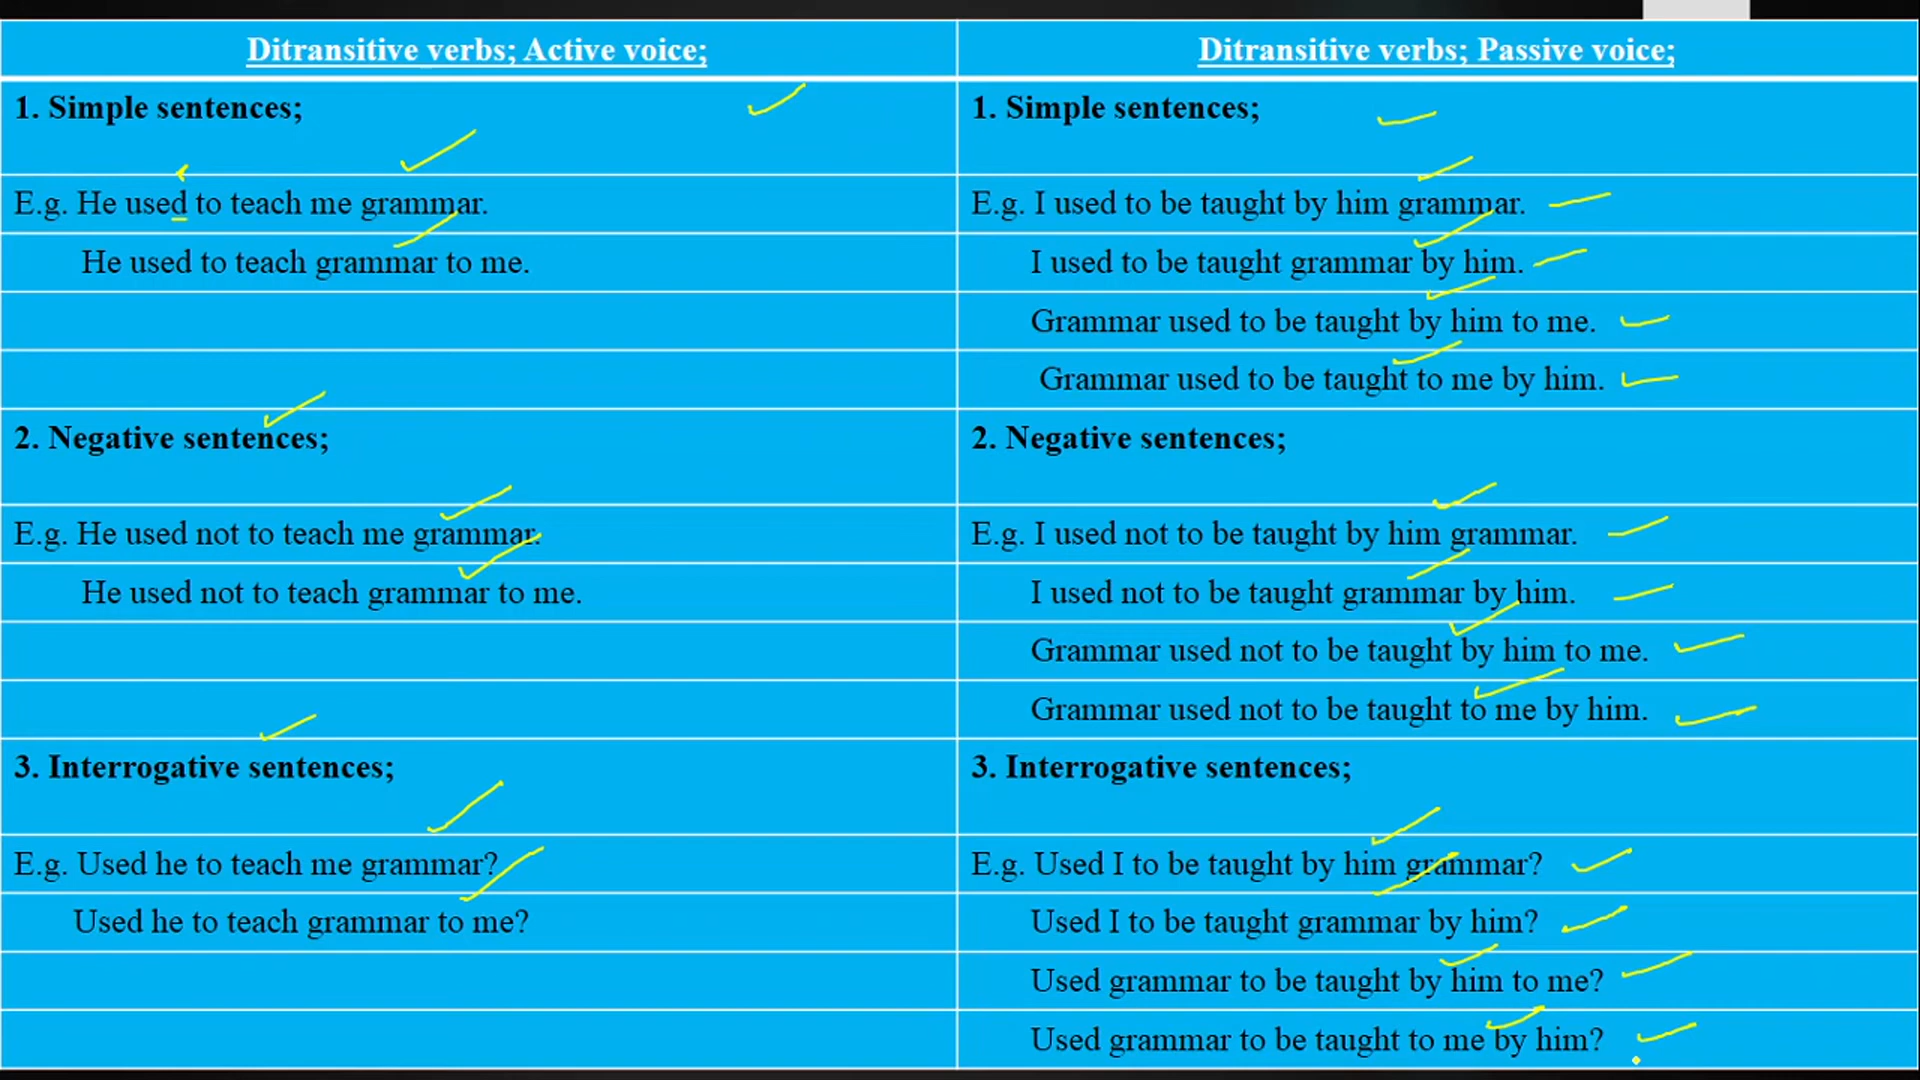 Ditransitive verbs; Active voice;
Ditransitive verbs; Passive voice;
1. Simple sentences;
1. Simple sentences;
E.g. He used to teach me grammar.
E.g. I used to be taught by him grammar.
He used to teach grammar to me.
I used to be taught grammar by him.
Grammar used to be taught by him to me.
Grammar used to be taught to me by him.
2. Negative sentences;
2. Negative sentences;
E.g. He used not to teach me grammar.
E.g. I used not to be taught by him grammar.
He used not to teach grammar to me.
I used not to be taught grammar by him.
Grammar used not to be taught by him to me.
Grammar used not to be taught to me by him.
3. Interrogative sentences;
3. Interrogative sentences;
E.g. Used he to teach me grammar?
E.g. Used I to be taught by him grammar?
Used he to teach grammar to me?
Used I to be taught grammar by him?
Used grammar to be taught by him to me?
Used grammar to be taught to me by him?